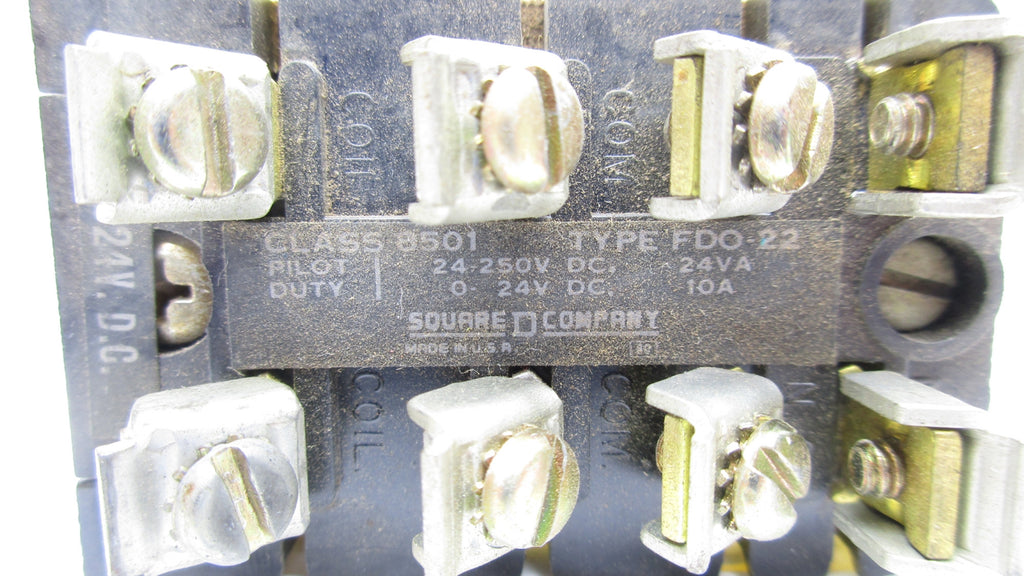 COM.
COM
24V.D.C.
CLASS 8501 TYPE FDO-22
PILOT DUTY | 24-250V DC, 24VA
0 24V DC. 10A
SQUARE D COMPANY
MADE IN U.S.A.
COIL.
COM.